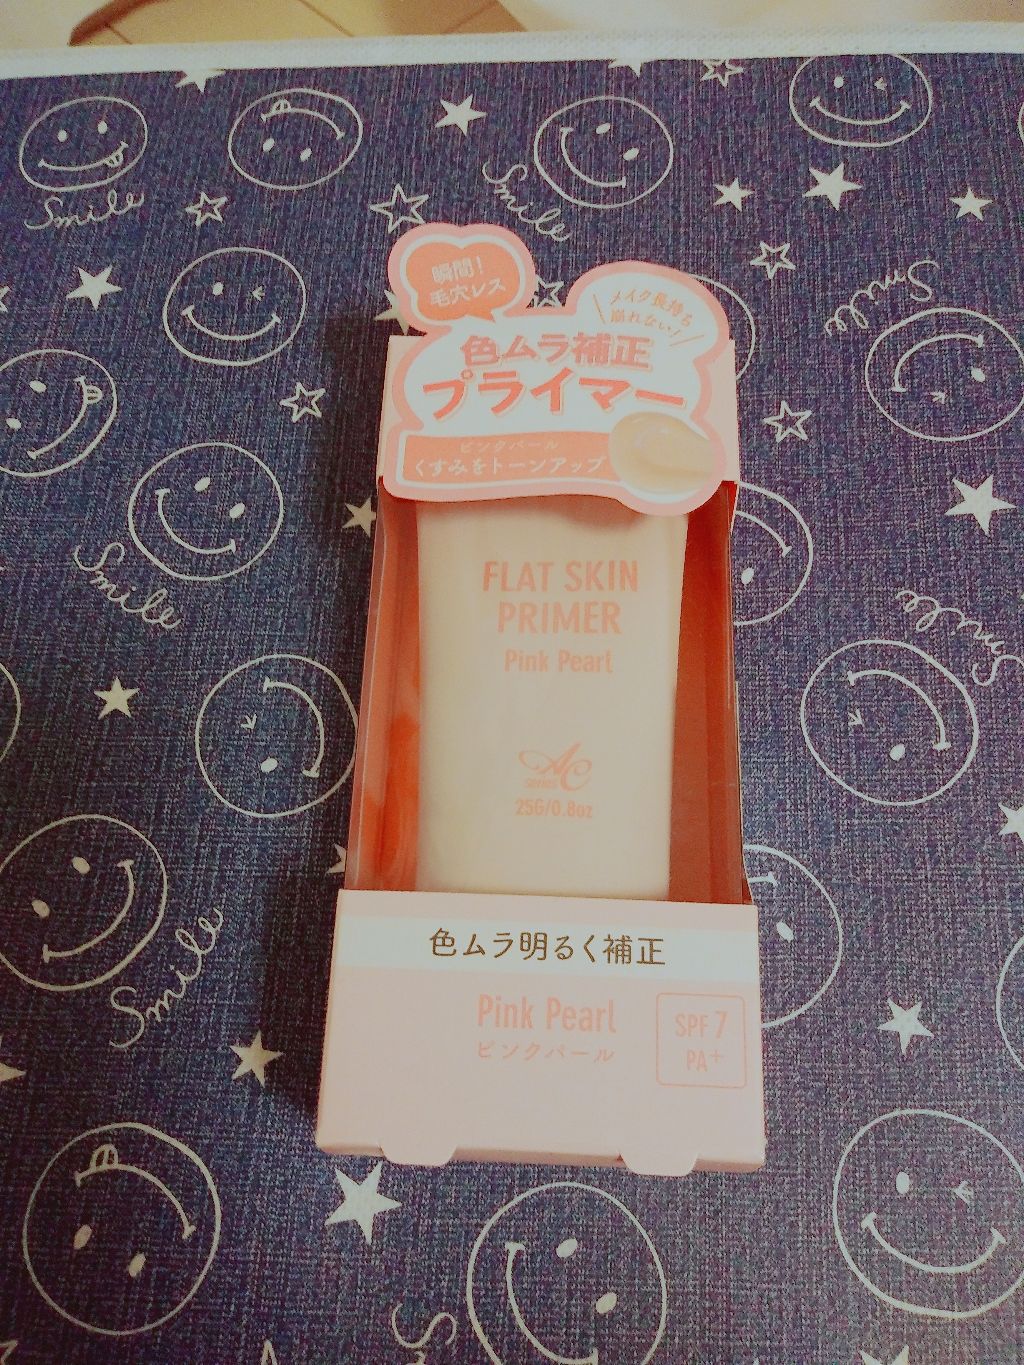 瞬間!
毛穴レス
メイク長持ち
崩れない!
色ムラ補正
プライマー
ピンクパール
くすみをトーンアップ
FLAT SKIN
PRIMER
Pink Pearl
AC
series
25G/0.8oz
色ムラ明るく補正
Pink Pearl
ピンクパール
SPF 7
PA+
Smile
Smile
Smile
Smile
Smile
Smile